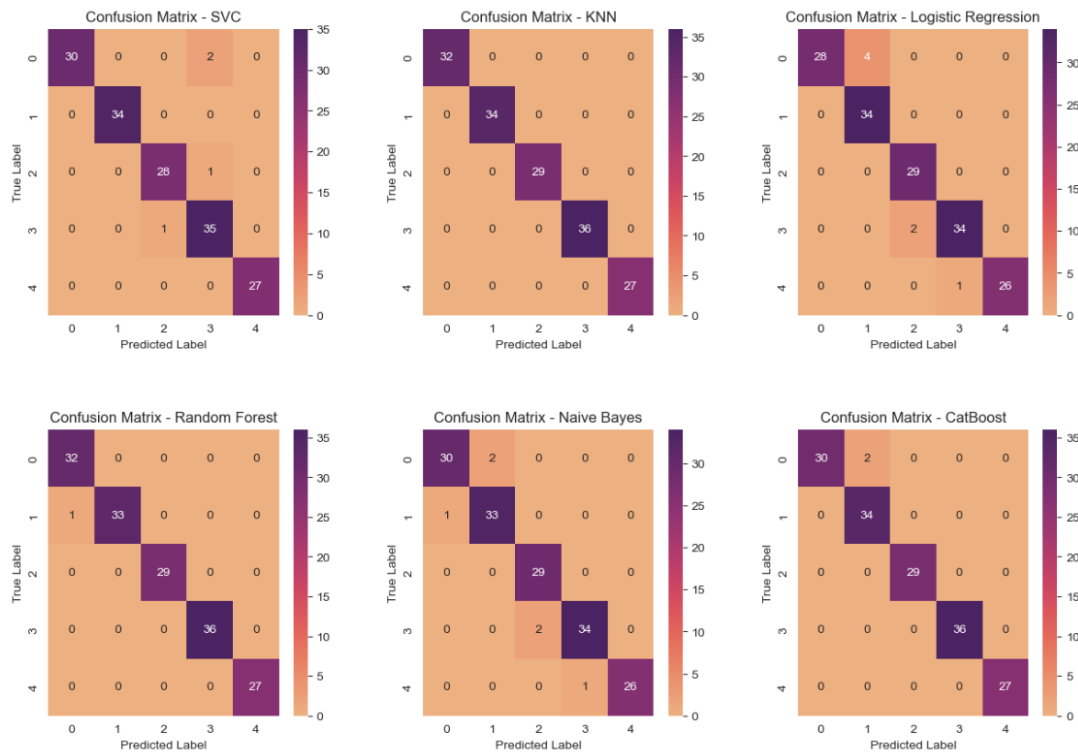 Confusion Matrix - SVC
True Label
0 30 0 0 2 0
1 0 34 0 0 0
2 0 0 28 1 0
3 0 0 1 35 0
4 0 0 0 0 27
0 1 2 3 4
Predicted Label
35
30
25
20
15
10
5
0
Confusion Matrix - KNN
True Label
0 32 0 0 0 0
1 0 34 0 0 0
2 0 0 29 0 0
3 0 0 0 36 0
4 0 0 0 0 27
0 1 2 3 4
Predicted Label
35
30
25
20
15
10
5
0
Confusion Matrix - Logistic Regression
True Label
0 28 4 0 0 0
1 0 34 0 0 0
2 0 0 29 0 0
3 0 0 2 34 0
4 0 0 0 1 26
0 1 2 3 4
Predicted Label
30
25
20
15
10
5
0
Confusion Matrix - Random Forest
True Label
0 32 0 0 0 0
1 1 33 0 0 0
2 0 0 29 0 0
3 0 0 0 36 0
4 0 0 0 0 27
0 1 2 3 4
Predicted Label
35
30
25
20
15
10
5
0
Confusion Matrix - Naive Bayes
True Label
0 30 2 0 0 0
1 1 33 0 0 0
2 0 0 29 0 0
3 0 0 2 34 0
4 0 0 0 1 26
0 1 2 3 4
Predicted Label
30
25
20
15
10
5
0
Confusion Matrix - CatBoost
True Label
0 30 2 0 0 0
1 0 34 0 0 0
2 0 0 29 0 0
3 0 0 0 36 0
4 0 0 0 0 27
0 1 2 3 4
Predicted Label
35
30
25
20
15
10
5
0